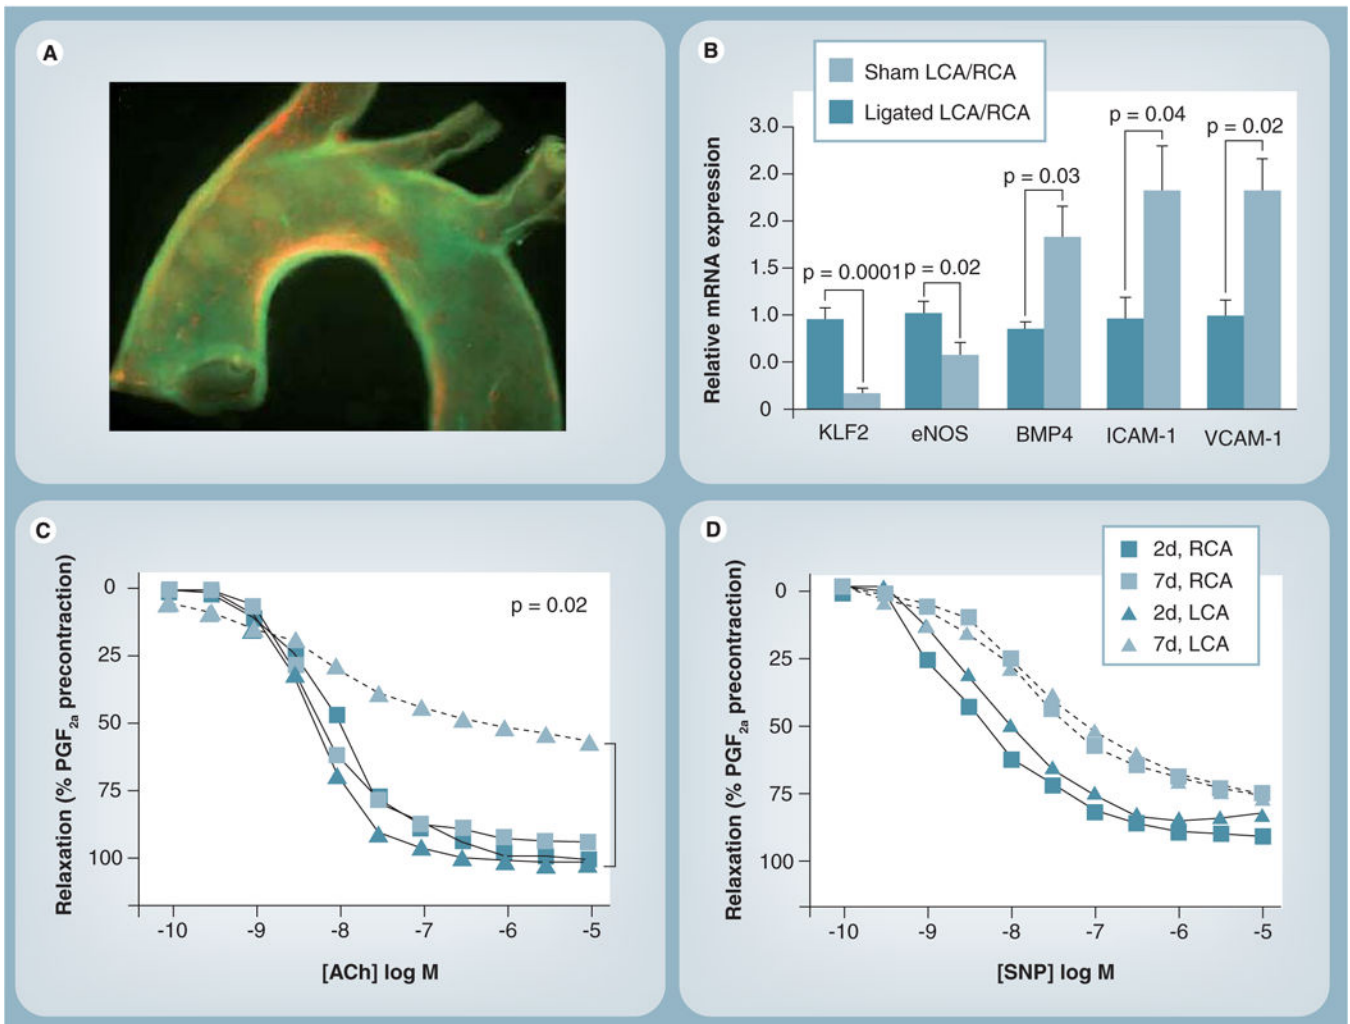 A
B
Sham LCA/RCA
Ligated LCA/RCA
Relative mRNA expression
3.0
2.0
2.0
1.5
1.0
0.0
0
p = 0.0001
p = 0.02
p = 0.03
p = 0.04
p = 0.02
KLF2
eNOS
BMP4
ICAM-1
VCAM-1
C
Relaxation (% PGF2a precontraction)
0
25
50
75
100
p = 0.02
-10
-9
-8
-7
-6
-5
[ACh] log M
D
2d, RCA
7d, RCA
2d, LCA
7d, LCA
Relaxation (% PGF2a precontraction)
0
25
50
75
100
-10
-9
-8
-7
-6
-5
[SNP] log M